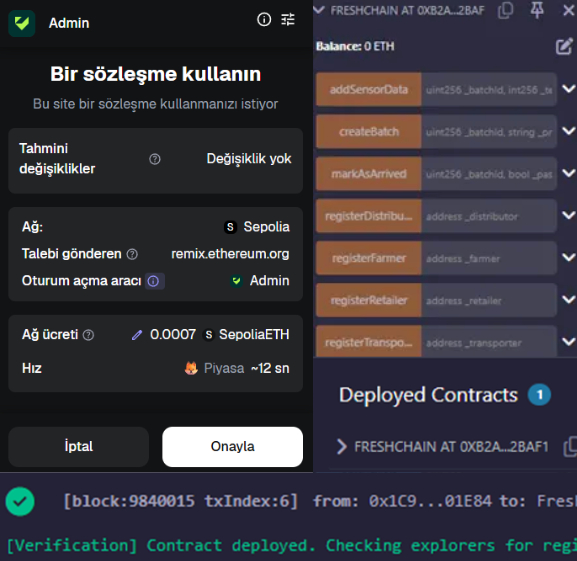 Admin
Bir sözleşme kullanın
Bu site bir sözleşme kullanmanızı istiyor
Tahmini
değişiklikler
Değişiklik yok
Ağ:
Sepolia
Talebi gönderen
remix.ethereum.org
Oturum açma aracı
Admin
Ağ ücreti
0.0007 SepoliaETH
Hız
Piyasa ~12 sn
İptal
Onayla
FRESHCHAIN AT 0XB2A...2BAF
Balance: 0 ETH
addSensorData uint256 _batchId, int256 _te
createBatch uint256 _batchId, string _pr
markAsArrived uint256 _batchId, bool _pas
registerDistribu... address _distributor
registerFarmer address _farmer
registerRetailer address _retailer
registerTranspo... address _transporter
Deployed Contracts 1
FRESHCHAIN AT 0XB2A...2BAF1
[block:9840015 txIndex:6] from: 0x1C9...01E84 to: Fresh
[Verification] Contract deployed. Checking explorers for regi